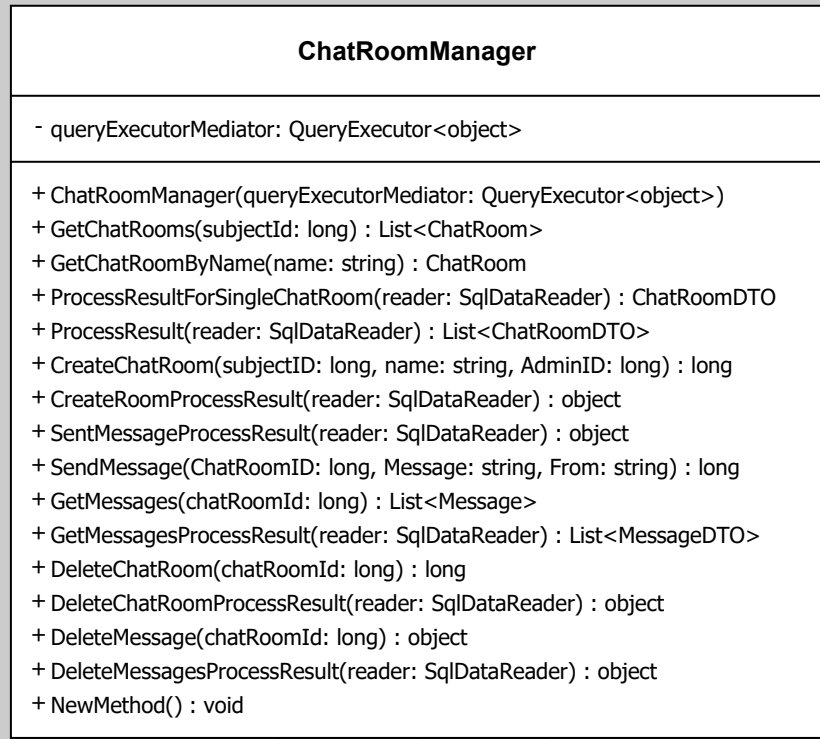 ChatRoomManager
- queryExecutorMediator: QueryExecutor<object>
+ ChatRoomManager(queryExecutorMediator: QueryExecutor<object>)
+ GetChatRooms(subjectId: long) : List<ChatRoom>
+ GetChatRoomByName(name: string) : ChatRoom
+ ProcessResultForSingleChatRoom(reader: SqlDataReader) : ChatRoomDTO
+ ProcessResult(reader: SqlDataReader) : List<ChatRoomDTO>
+ CreateChatRoom(subjectID: long, name: string, AdminID: long) : long
+ CreateRoomProcessResult(reader: SqlDataReader) : object
+ SentMessageProcessResult(reader: SqlDataReader) : object
+ SendMessage(ChatRoomID: long, Message: string, From: string) : long
+ GetMessages(chatRoomId: long) : List<Message>
+ GetMessagesProcessResult(reader: SqlDataReader) : List<MessageDTO>
+ DeleteChatRoom(chatRoomId: long) : long
+ DeleteChatRoomProcessResult(reader: SqlDataReader) : object
+ DeleteMessage(chatRoomId: long) : object
+ DeleteMessagesProcessResult(reader: SqlDataReader) : object
+ NewMethod() : void